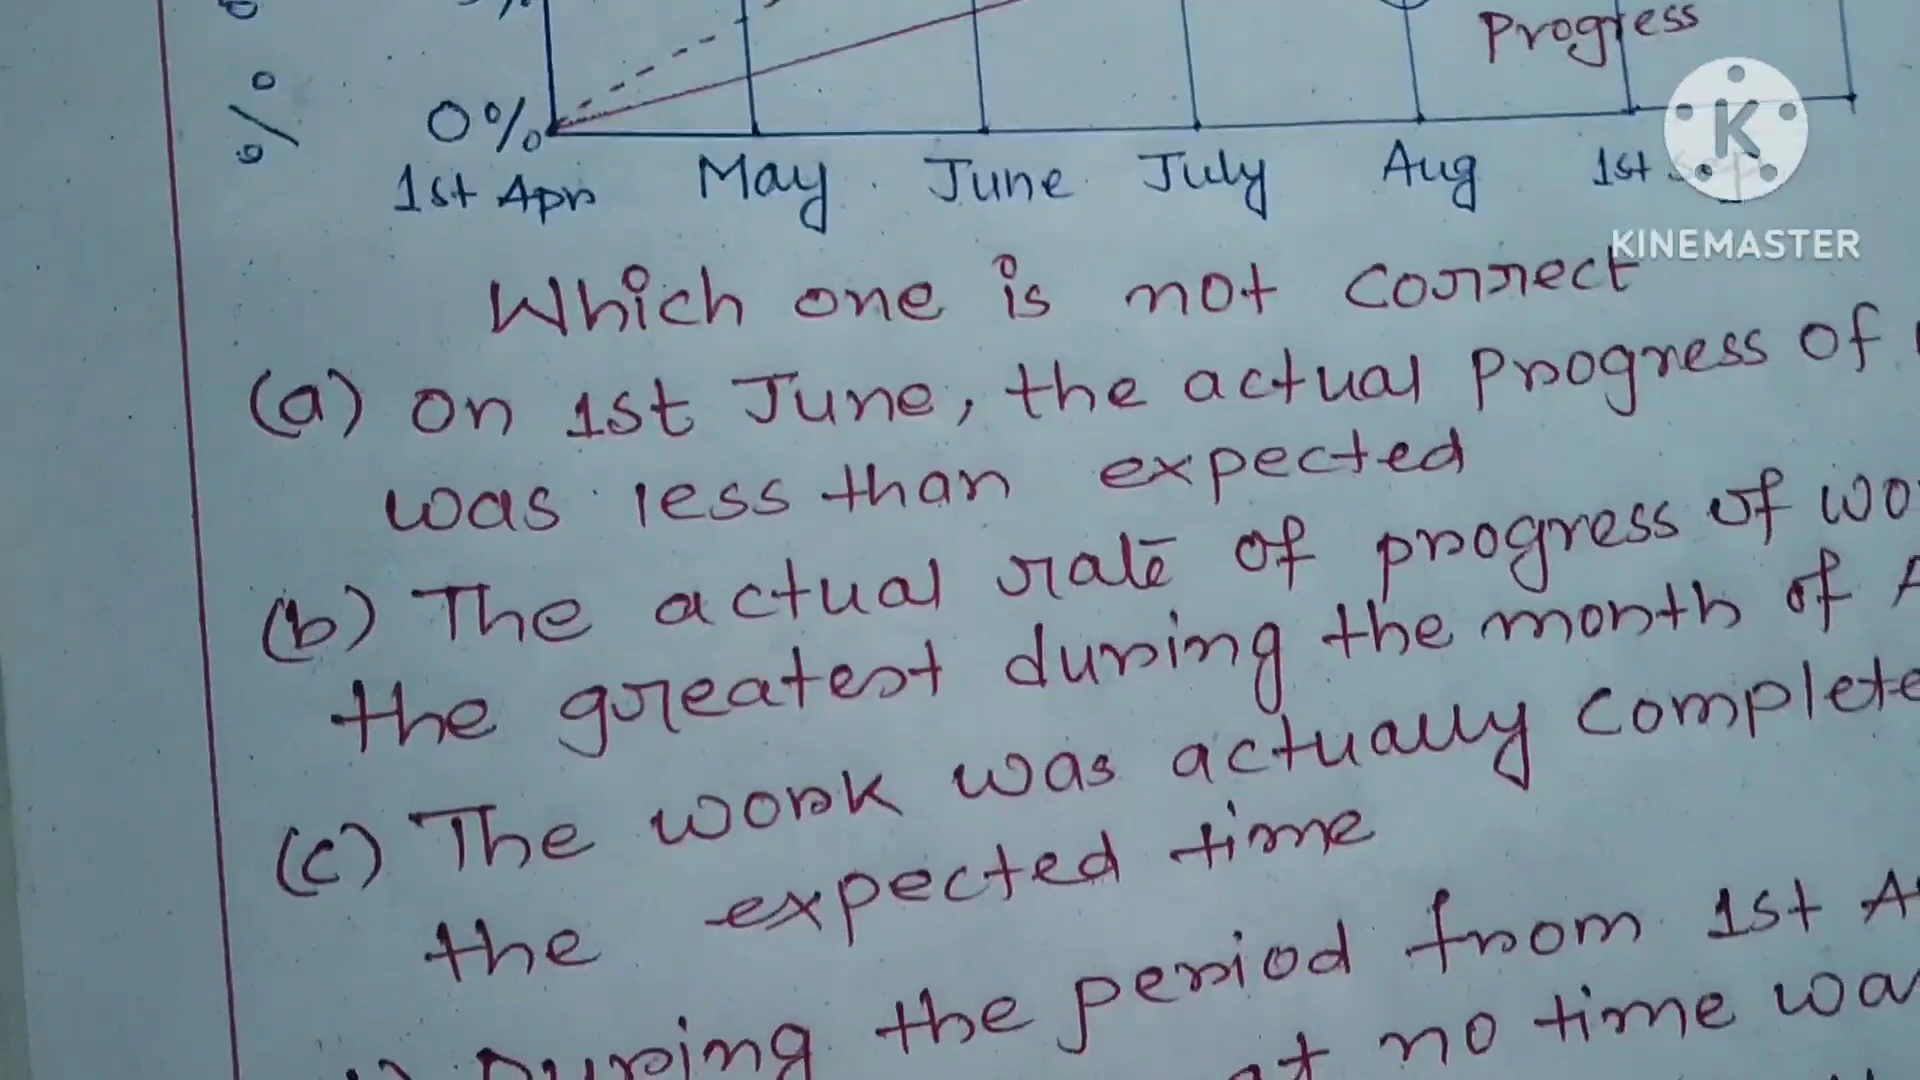 Progress
0%
%
1st Apr May June July Aug 1st
KINEMASTER
Which one is not correct
(a) On 1st June, the actual progress of
was less than expected
(b) The actual rate of progress of
the greatest during the month of
(c) The work was actually
the expected time
During the period from 1st
at no time